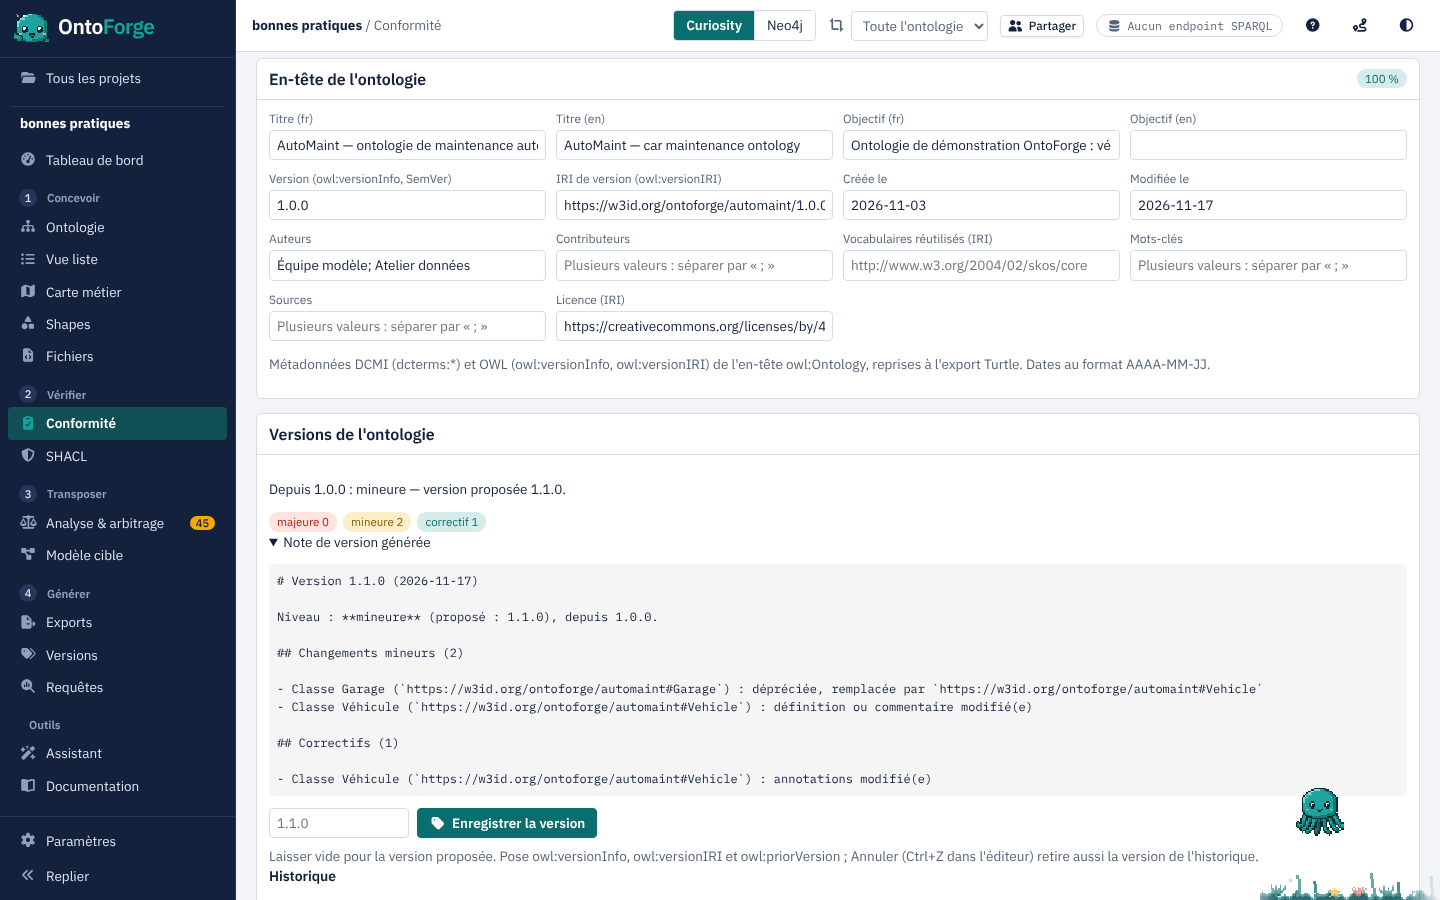 OntoForge
Tous les projets
bonnes pratiques
Tableau de bord
1 Concevoir
Ontologie
Vue liste
Carte métier
Shapes
Fichiers
2 Vérifier
Conformité
SHACL
3 Transposer
Analyse & arbitrage 45
Modèle cible
4 Générer
Exports
Versions
Requêtes
Outils
Assistant
Documentation
Paramètres
Replier
bonnes pratiques / Conformité
Curiosity Neo4j Toute l'ontologie Partager Aucun endpoint SPARQL
En-tête de l'ontologie 100 %
Titre (fr) Titre (en) Objectif (fr) Objectif (en)
AutoMaint — ontologie de maintenance auto AutoMaint — car maintenance ontology Ontologie de démonstration OntoForge : vé
Version (owl:versionInfo, SemVer) IRI de version (owl:versionIRI) Créée le Modifiée le
1.0.0 https://w3id.org/ontoforge/automaint/1.0.0 2026-11-03 2026-11-17
Auteurs Contributeurs Vocabulaires réutilisés (IRI) Mots-clés
Équipe modèle; Atelier données Plusieurs valeurs : séparer par « ; » http://www.w3.org/2004/02/skos/core Plusieurs valeurs : séparer par « ; »
Sources Licence (IRI)
Plusieurs valeurs : séparer par « ; » https://creativecommons.org/licenses/by/4
Métadonnées DCMI (dcterms:*) et OWL (owl:versionInfo, owl:versionIRI) de l'en-tête owl:Ontology, reprises à l'export Turtle. Dates au format AAAA-MM-JJ.
Versions de l'ontologie
Depuis 1.0.0 : mineure — version proposée 1.1.0.
majeure 0 mineure 2 correctif 1
▼ Note de version générée
# Version 1.1.0 (2026-11-17)
Niveau : **mineure** (proposé : 1.1.0), depuis 1.0.0.
## Changements mineurs (2)
- Classe Garage (`https://w3id.org/ontoforge/automaint#Garage`) : dépréciée, remplacée par `https://w3id.org/ontoforge/automaint#Vehicle`
- Classe Véhicule (`https://w3id.org/ontoforge/automaint#Vehicle`) : définition ou commentaire modifié(e)
## Correctifs (1)
- Classe Véhicule (`https://w3id.org/ontoforge/automaint#Vehicle`) : annotations modifié(e)
1.1.0 Enregistrer la version
Laisser vide pour la version proposée. Pose owl:versionInfo, owl:versionIRI et owl:priorVersion ; Annuler (Ctrl+Z dans l'éditeur) retire aussi la version de l'historique.
Historique